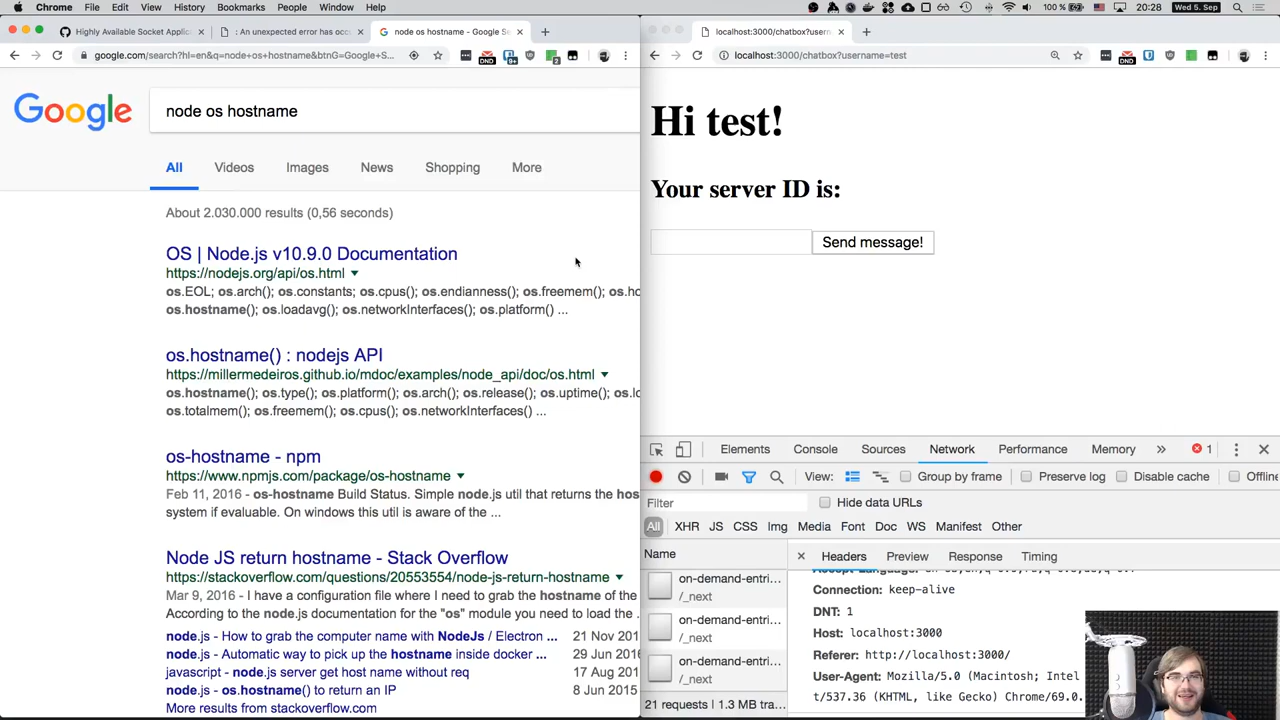 Chrome File Edit View History Bookmarks People Window Help 100 % Wed 5. Sep 20:28
Highly Available Socket Applic
: An unexpected error has occ
node os hostname - Google Se
google.com/search?hl=en&q=node+os+hostname&btnG=Google+S
DND
9+
2
Google
node os hostname
All Videos Images News Shopping More
About 2.030.000 results (0,56 seconds)
OS | Node.js v10.9.0 Documentation
https://nodejs.org/api/os.html
os.EOL; os.arch(); os.constants; os.cpus(); os.endianness(); os.freemem(); os.ho
os.hostname(); os.loadavg(); os.networkInterfaces(); os.platform() ...
os.hostname() : nodejs API
https://millermedeiros.github.io/mdoc/examples/node_api/doc/os.html
os.hostname(); os.type(); os.platform(); os.arch(); os.release(); os.uptime(); os.lo
os.totalmem(); os.freemem(); os.cpus(); os.networkInterfaces() ...
os-hostname - npm
https://www.npmjs.com/package/os-hostname
Feb 11, 2016 - os-hostname Build Status. Simple node.js util that returns the hos
system if evaluable. On windows this util is aware of the ...
Node JS return hostname - Stack Overflow
https://stackoverflow.com/questions/20553554/node-js-return-hostname
Mar 9, 2016 - I have a configuration file where I need to grab the hostname of the
According to the node.js documentation for the "os" module you need to load the ...
node.js - How to grab the computer name with NodeJs / Electron ... 21 Nov 201
node.js - Automatic way to pick up the hostname inside docker ... 29 Jun 201
javascript - node.js server get host name without req 17 Aug 201
node.js - os.hostname() to return an IP 8 Jun 2015
More results from stackoverflow.com
localhost:3000/chatbox?usern
localhost:3000/chatbox?username=test
DND
Hi test!
Your server ID is:
Send message!
Elements Console Sources Network Performance Memory » 1
View: Group by frame Preserve log Disable cache Offline
Filter Hide data URLs
All XHR JS CSS Img Media Font Doc WS Manifest Other
Name
Headers Preview Response Timing
on-demand-entri...
/_next
on-demand-entri...
/_next
on-demand-entri...
/_next
21 requests | 1.3 MB tra...
Connection: keep-alive
DNT: 1
Host: localhost:3000
Referer: http://localhost:3000/
User-Agent: Mozilla/5.0 (Macintosh; Intel
t/537.36 (KHTML, like Gecko) Chrome/69.0.